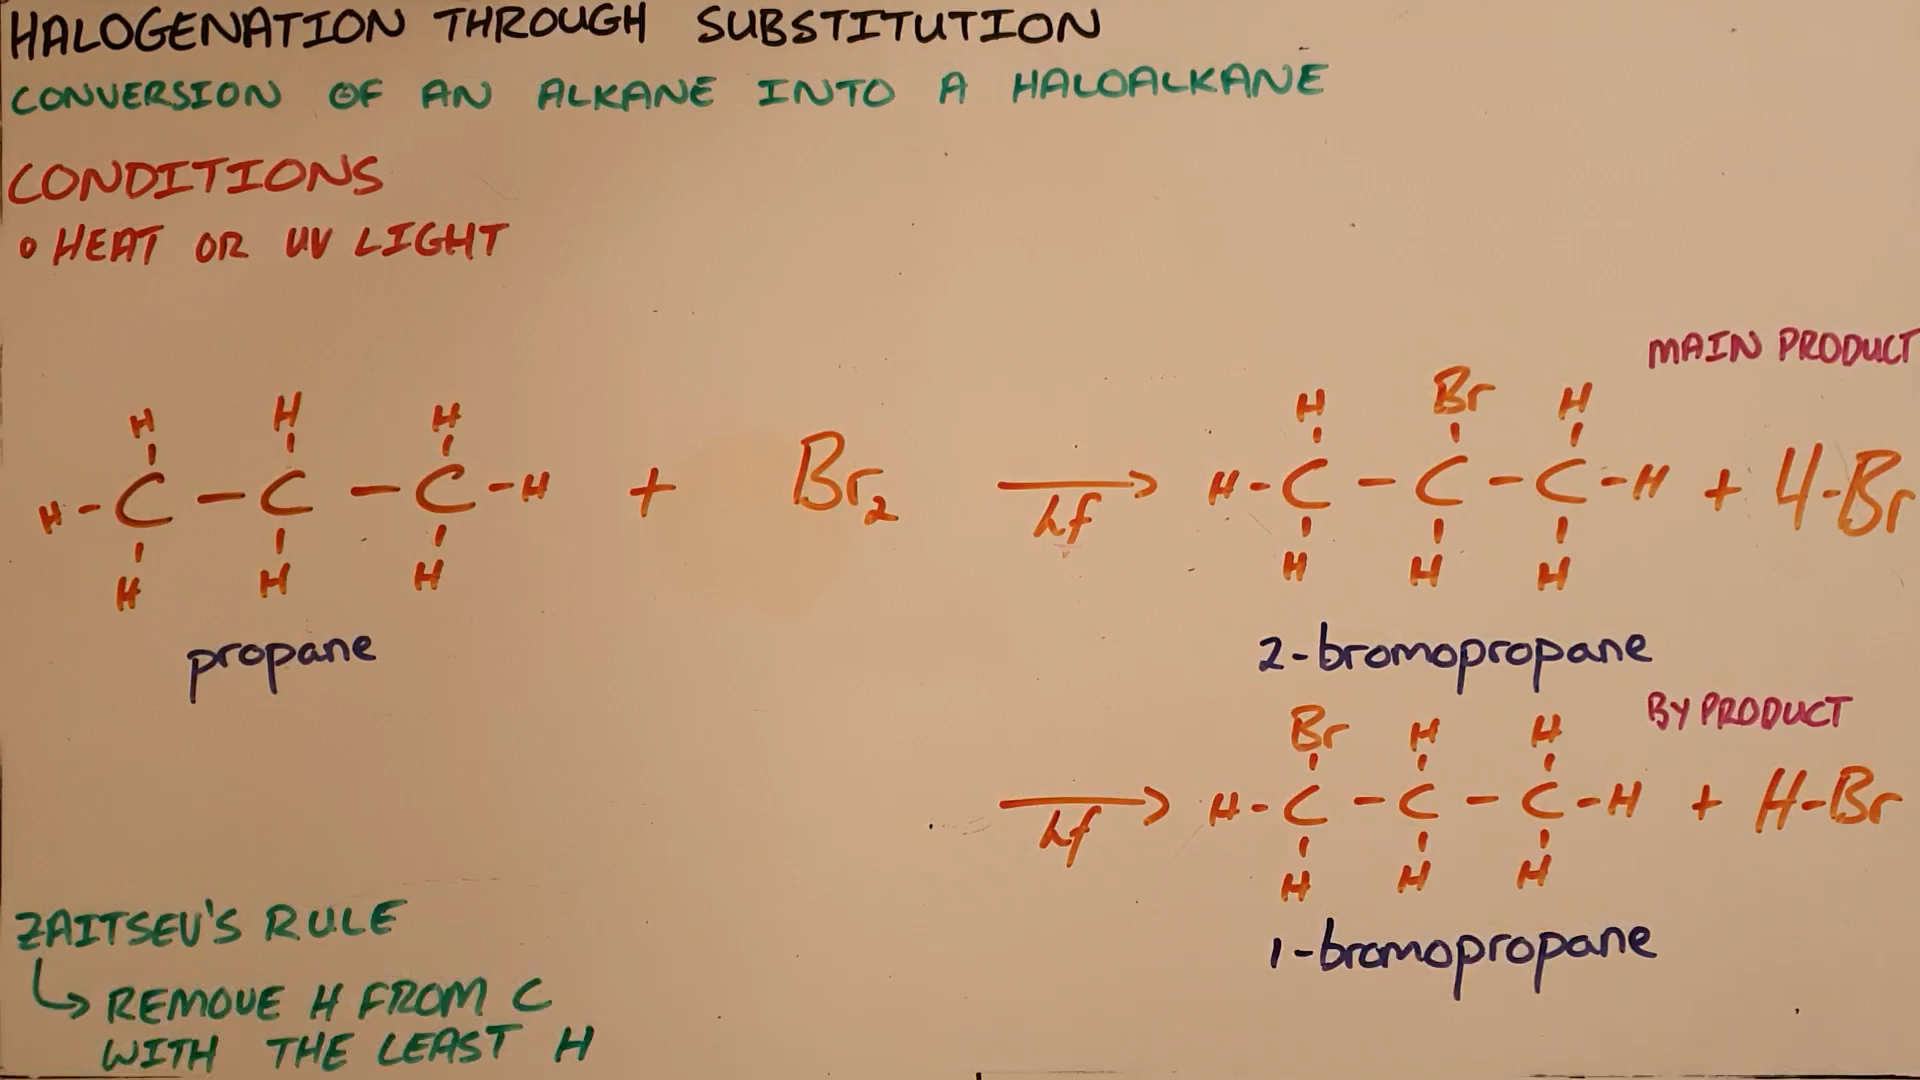 HALOGENATION THROUGH SUBSTITUTION
CONVERSION OF AN ALKANE INTO A HALOALKANE
CONDITIONS
• HEAT OR UV LIGHT
MAIN PRODUCT
H H H
H-C-C-C-H + Br2
H H H
propane
hf
H Br H
H-C-C-C-H + H-Br
H H H
2-bromopropane
BY PRODUCT
hf
Br H H
H-C-C-C-H + H-Br
H H H
1-bromopropane
ZAITSEV'S RULE
↳ REMOVE H FROM C
WITH THE LEAST H